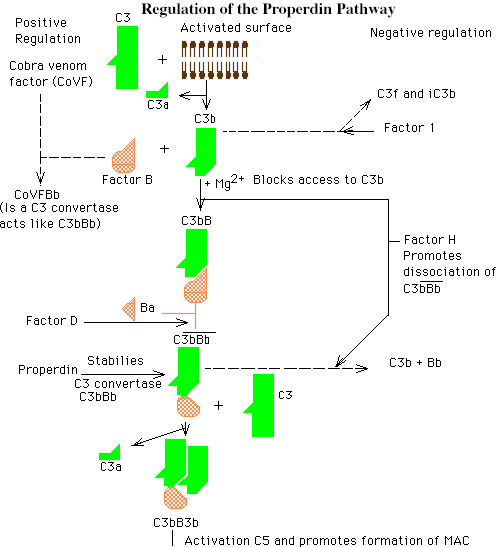 Regulation of the Properdin Pathway
Positive
Regulation
C3
Activated surface
Negative regulation
Cobra venom
factor (CoVF)
+
C3a
C3f and iC3b
C3b
Factor 1
+
Factor B
+ Mg2+ Blocks access to C3b
CoVFBb
(Is a C3 convertase
acts like C3bBb)
C3bB
Factor H
Promotes
dissociation of
C3bBb
Ba
Factor D
C3bBb
Stabilies
Properdin
C3 convertase
C3bBb
C3b + Bb
+
C3
C3a
C3bB3b
Activation C5 and promotes formation of MAC